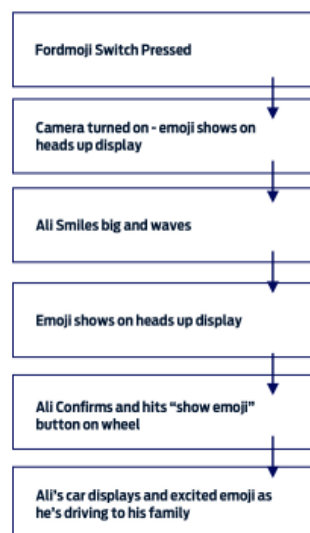 Fordmoji Switch Pressed
Camera turned on - emoji shows on
heads up display
Ali Smiles big and waves
Emoji shows on heads up display
Ali Confirms and hits “show emoji”
button on wheel
Ali's car displays and excited emoji as
he's driving to his family